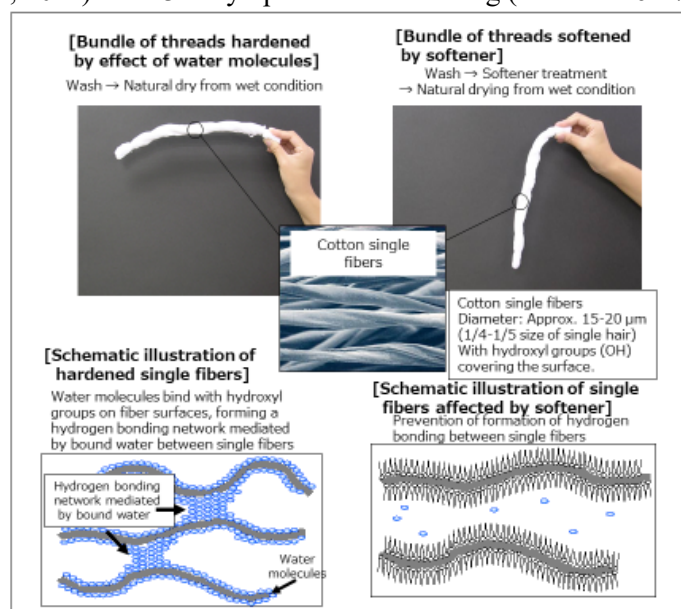 [Bundle of threads hardened
by effect of water molecules]
Wash → Natural dry from wet condition
[Bundle of threads softened
by softener]
Wash → Softener treatment
→ Natural drying from wet condition
Cotton single
fibers
Cotton single fibers
Diameter: Approx. 15-20 μm
(1/4-1/5 size of single hair)
With hydroxyl groups (OH)
covering the surface.
[Schematic illustration of
hardened single fibers]
Water molecules bind with hydroxyl
groups on fiber surfaces, forming a
hydrogen bonding network mediated
by bound water between single fibers
Hydrogen bonding
network mediated
by bound water
Water
molecules
[Schematic illustration of single
fibers affected by softener]
Prevention of formation of hydrogen
bonding between single fibers